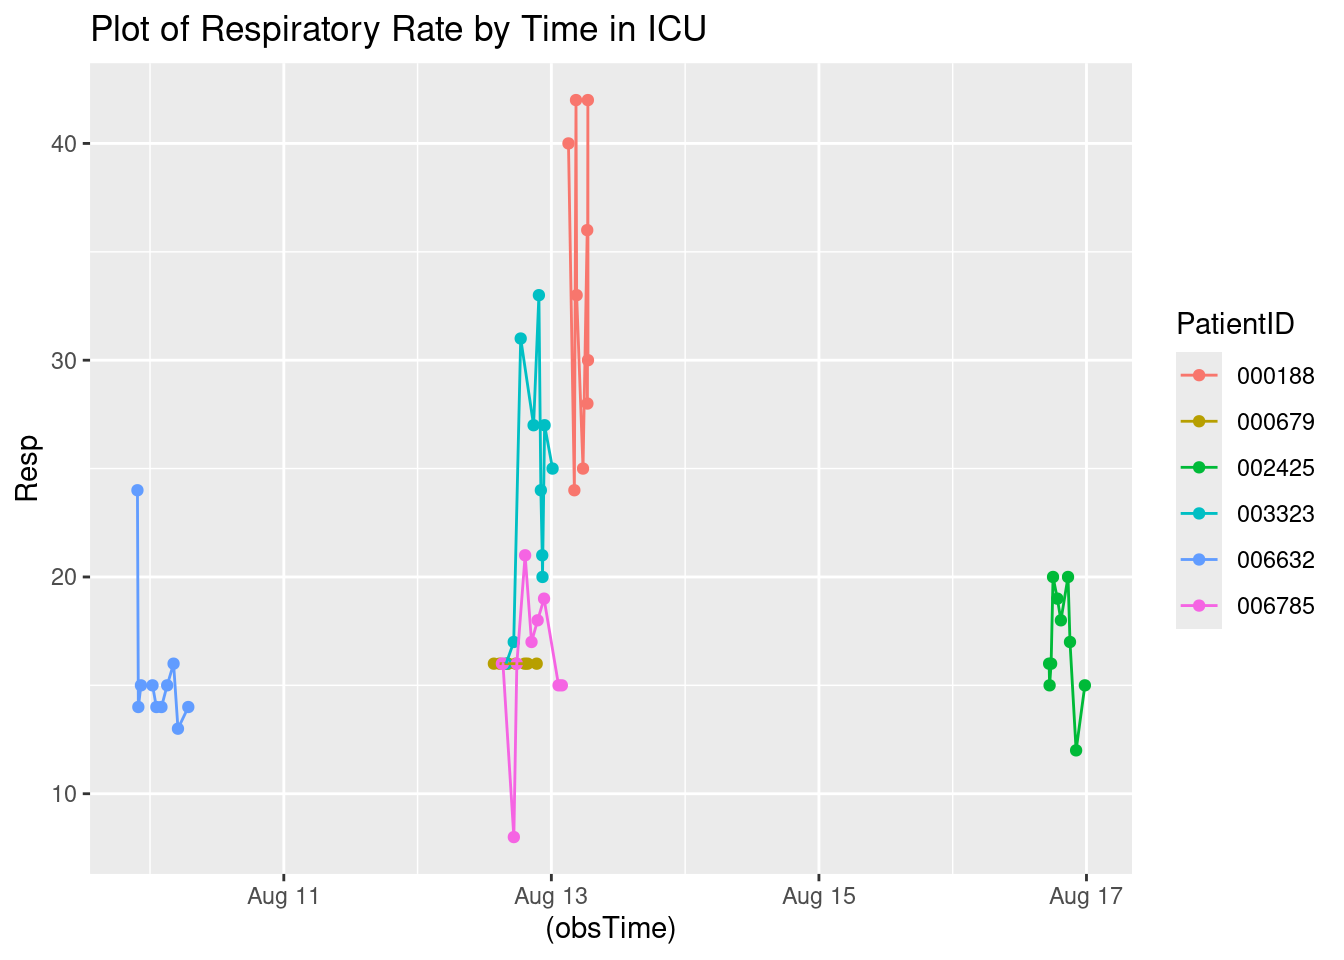 Plot of Respiratory Rate by Time in ICU
40
30
20
10
Resp
Aug 11
Aug 13
Aug 15
Aug 17
(obsTime)
PatientID
000188
000679
002425
003323
006632
006785